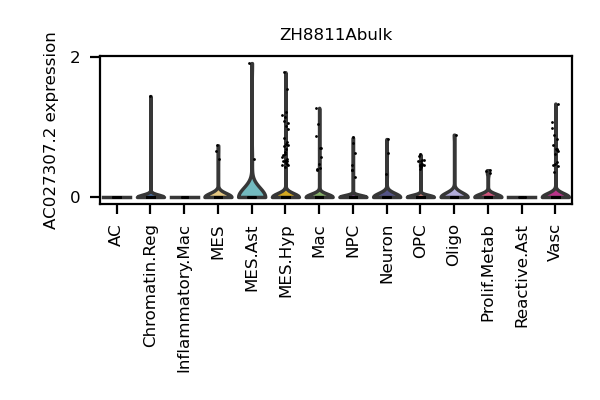 ZH8811Abulk
AC027307.2 expression
2
0
AC
Chromatin.Reg
Inflammatory.Mac
MES
MES.Ast
MES.Hyp
Mac
NPC
Neuron
OPC
Oligo
Prolif.Metab
Reactive.Ast
Vasc